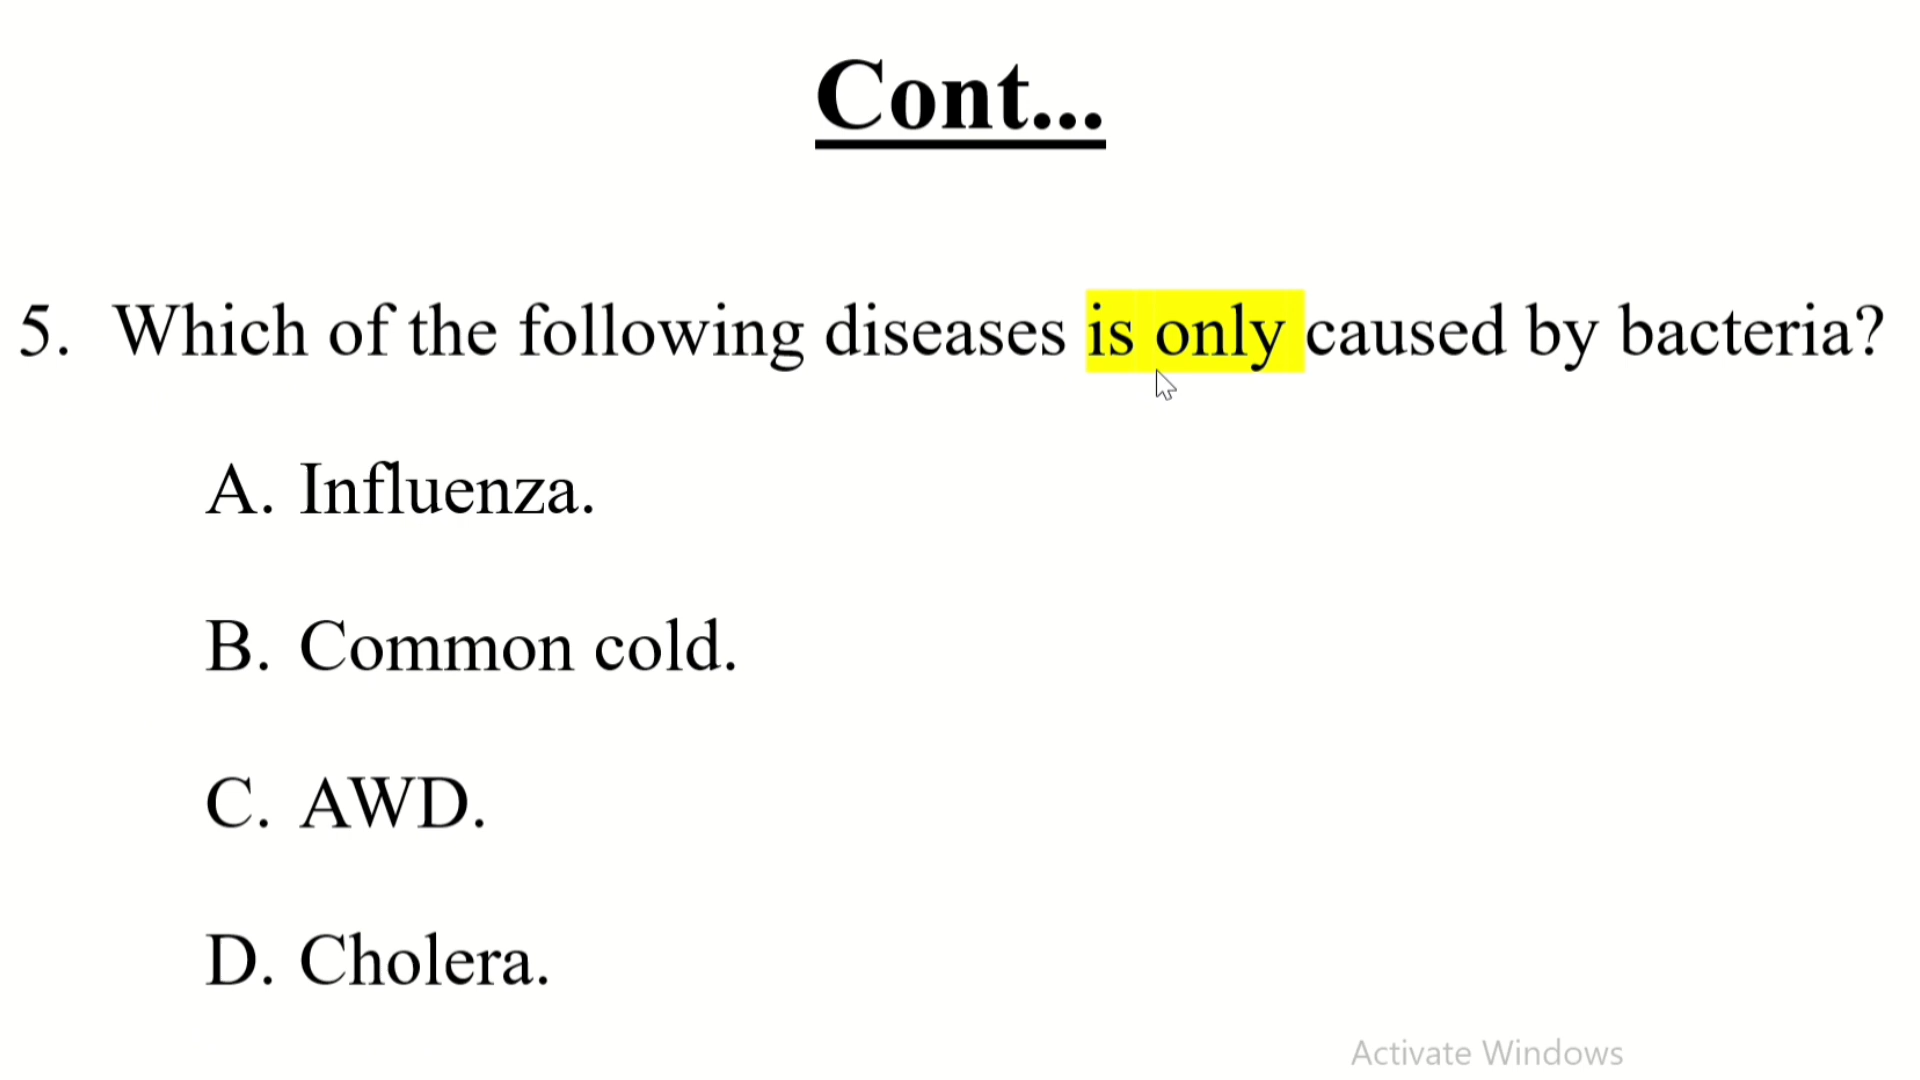 Cont...
5. Which of the following diseases is only caused by bacteria?
A. Influenza.
B. Common cold.
C. AWD.
D. Cholera.
Activate Windows